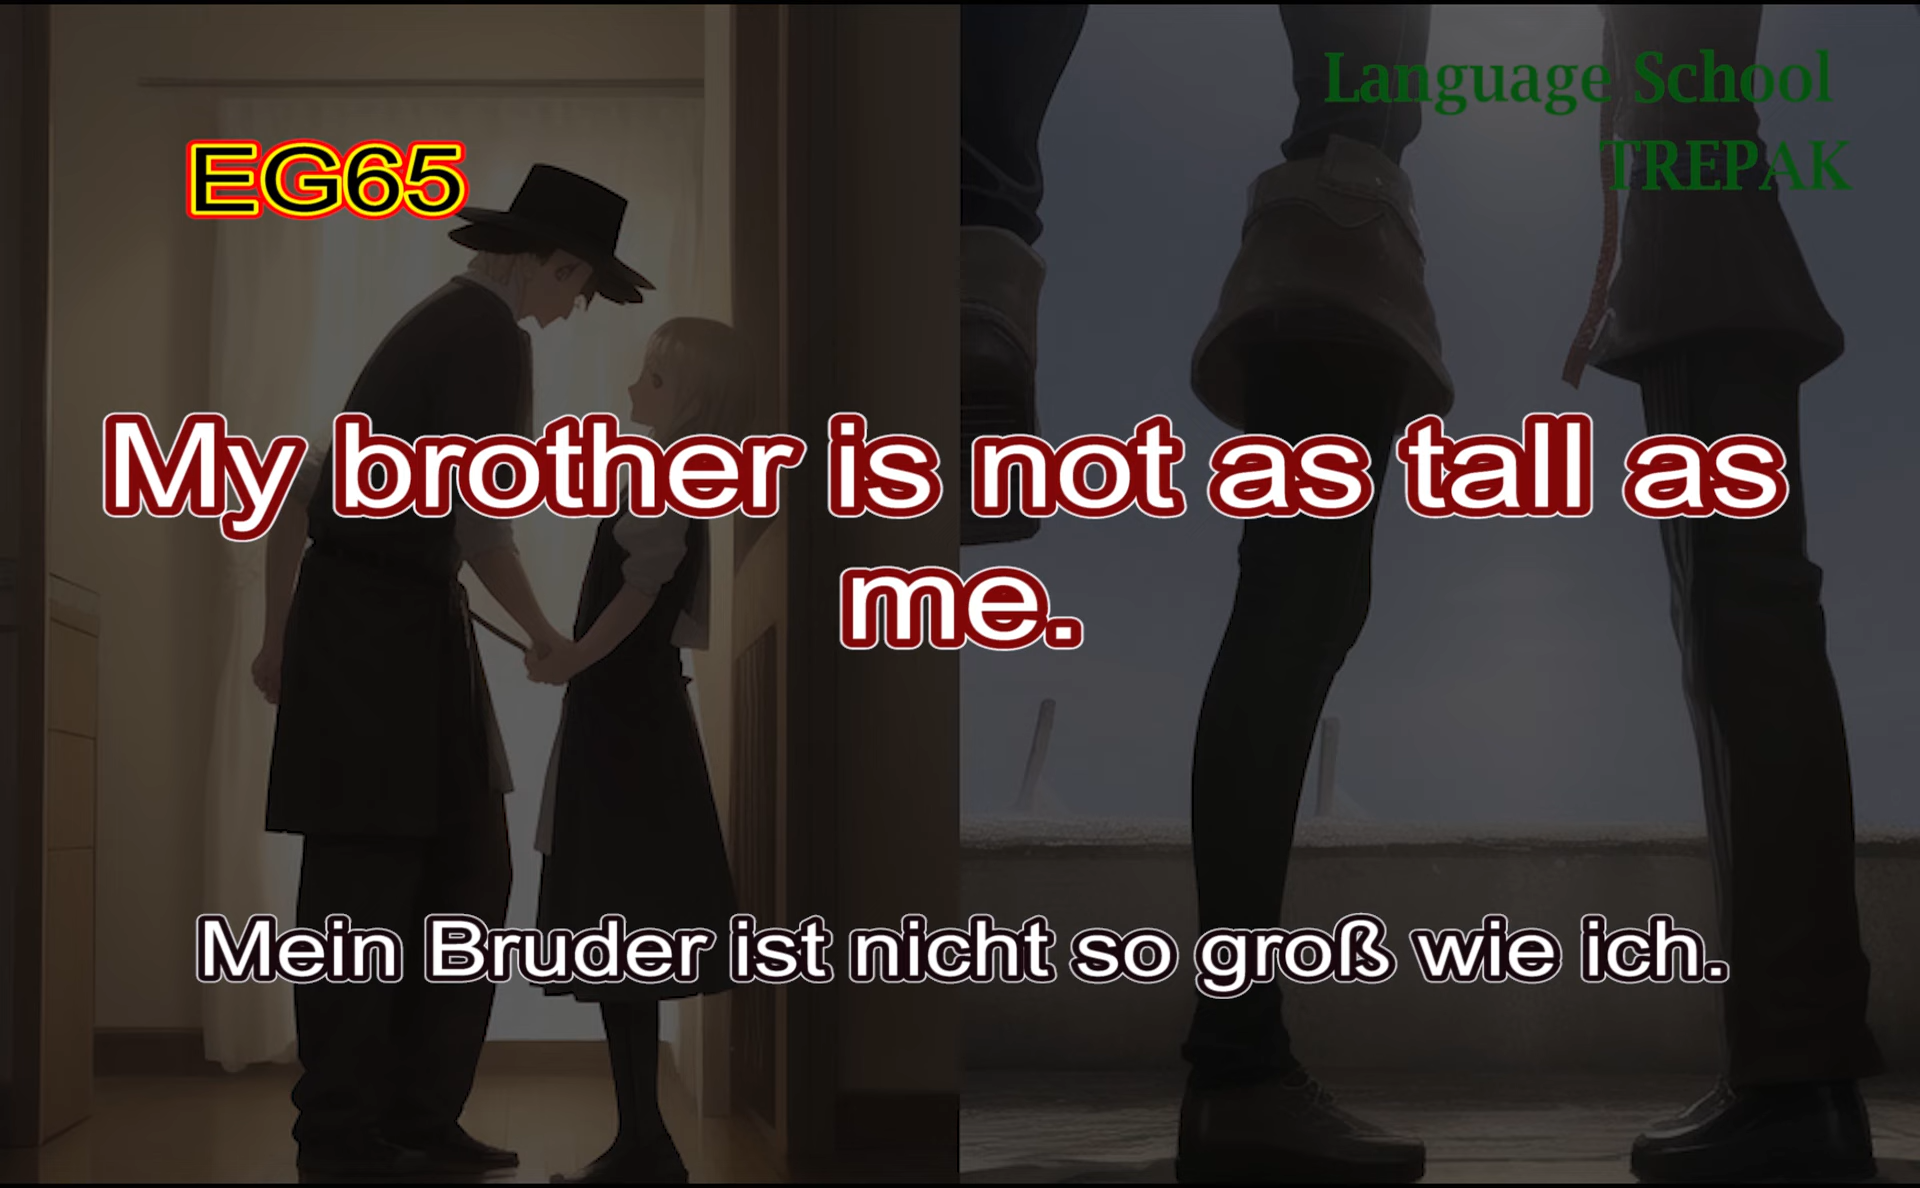 Language School
TREPAK
EG65
My brother is not as tall as
me.
Mein Bruder ist nicht so groß wie ich.